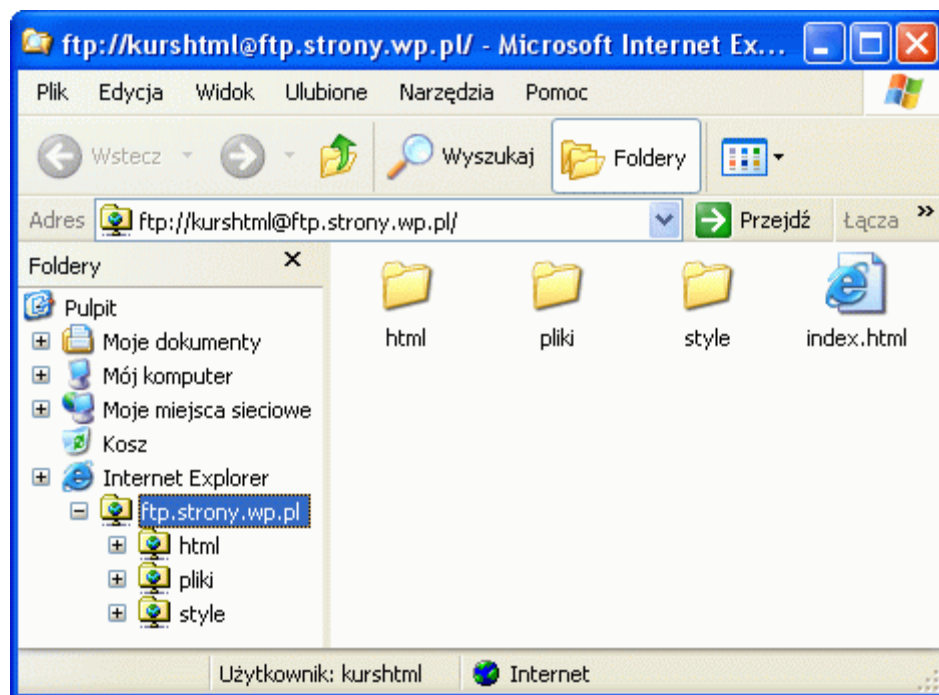 ftp://kurshtml@ftp.strony.wp.pl/ - Microsoft Internet Ex...
Plik Edycja Widok Ulubione Narzędzia Pomoc
Wstecz Wyszukaj Foldery
Adres ftp://kurshtml@ftp.strony.wp.pl/ Przejdź Łącza »
Foldery
Pulpit
Moje dokumenty
Mój komputer
Moje miejsca sieciowe
Kosz
Internet Explorer
ftp.strony.wp.pl
html
pliki
style
html pliki style index.html
Użytkownik: kurshtml Internet